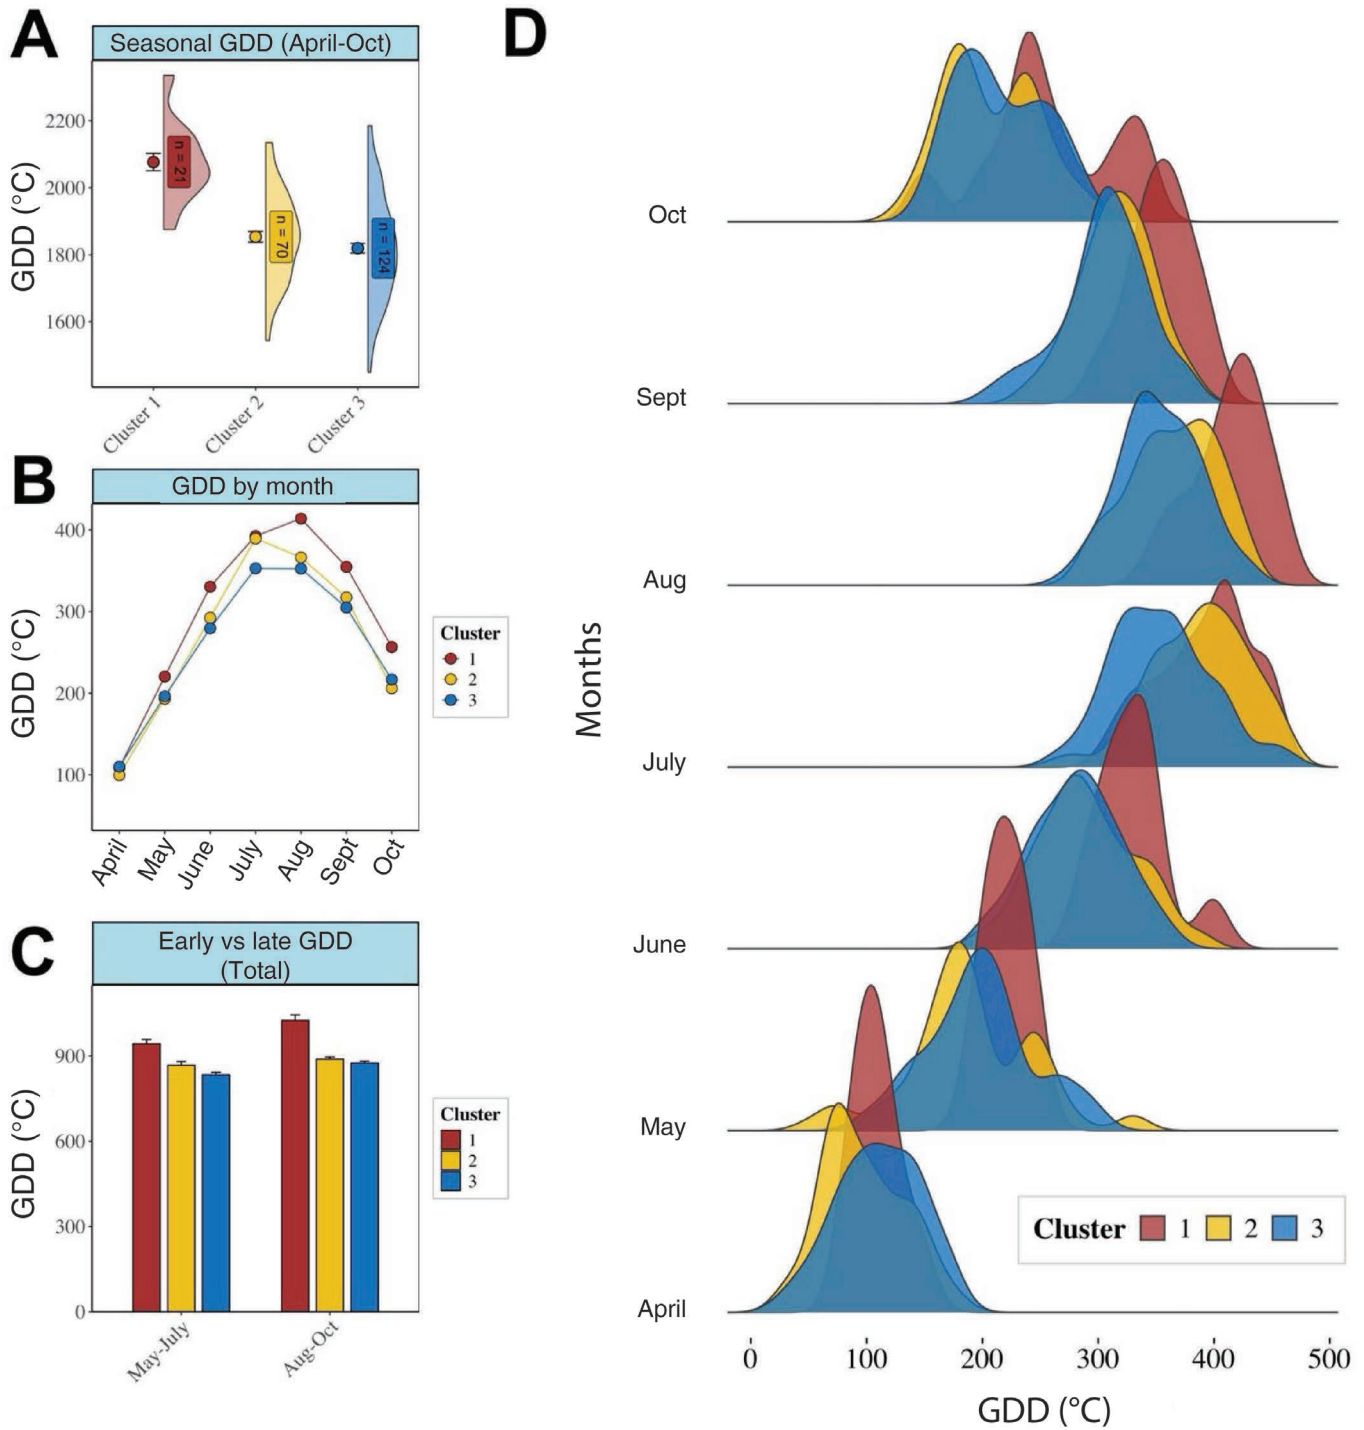 A
Seasonal GDD (April-Oct)
GDD (°C)
2200
2000
1800
1600
n = 21
n = 70
n = 124
Cluster 1
Cluster 2
Cluster 3
B
GDD by month
GDD (°C)
400
300
200
100
April
May
June
July
Aug
Sept
Oct
Cluster
1
2
3
C
Early vs late GDD
(Total)
GDD (°C)
900
600
300
0
May-July
Aug-Oct
Cluster
1
2
3
D
Months
Oct
Sept
Aug
July
June
May
April
Cluster 1 2 3
0 100 200 300 400 500
GDD (°C)